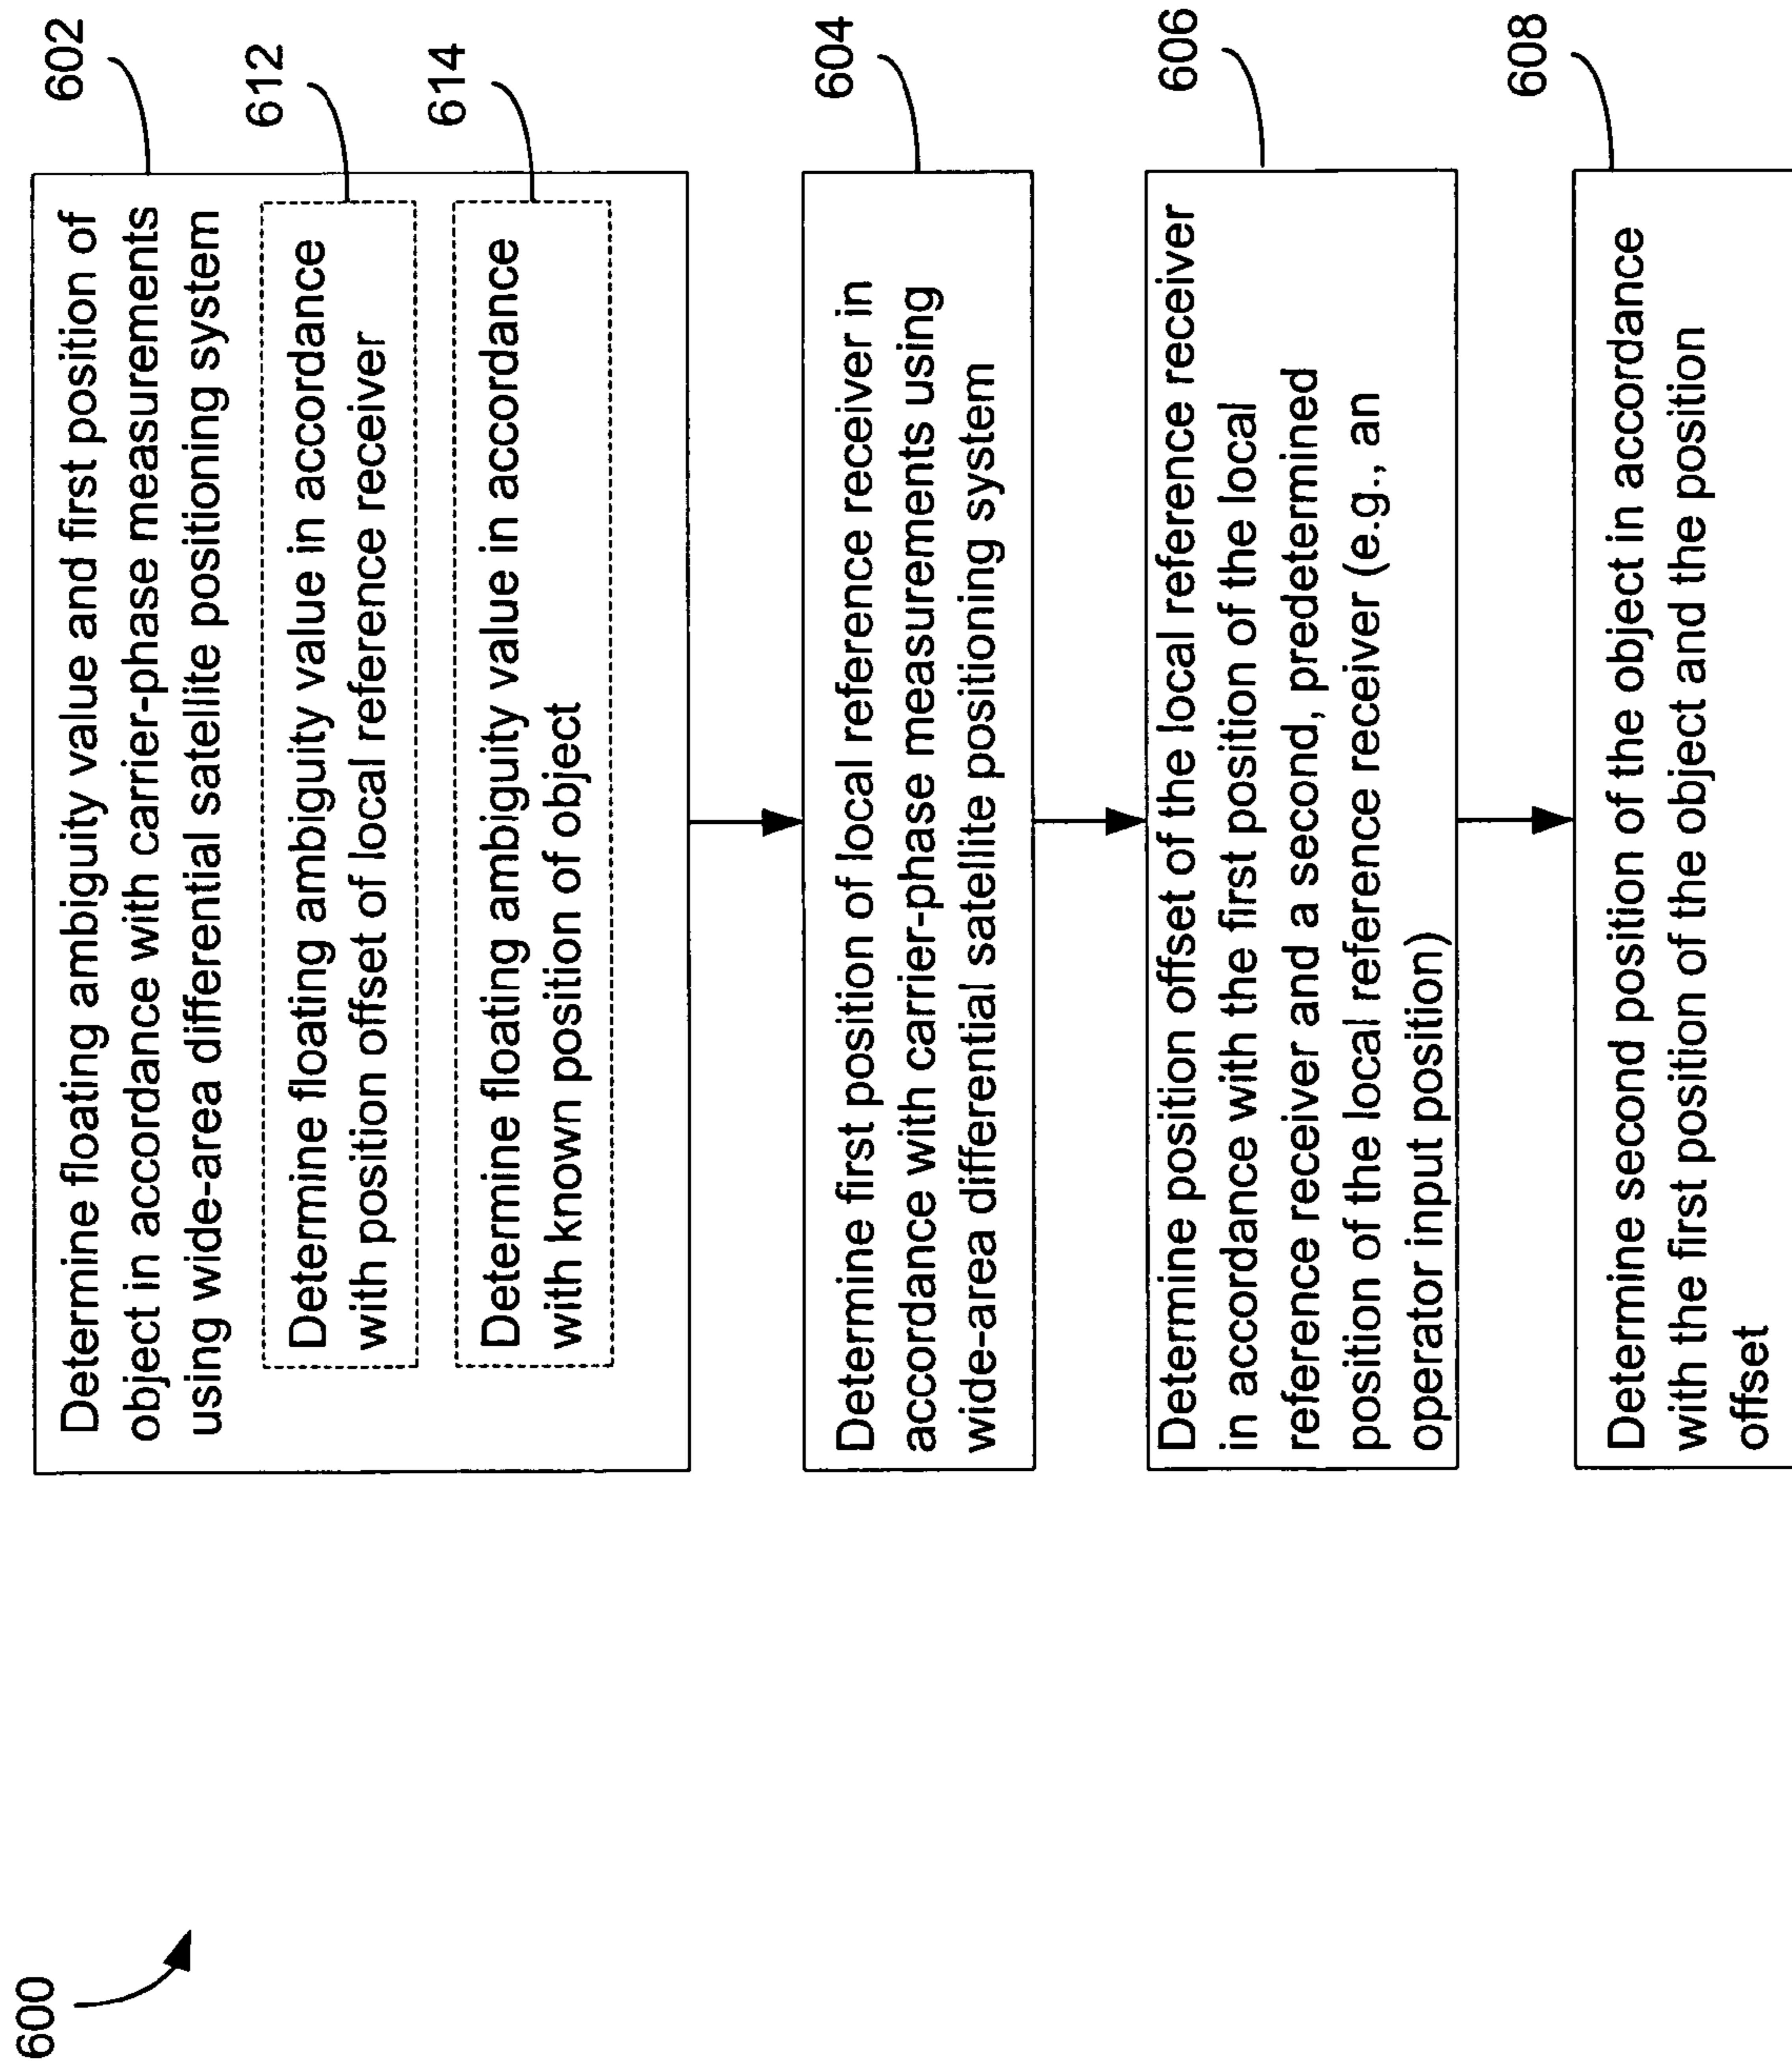 600
Determine floating ambiguity value and first position of
object in accordance with carrier-phase measurements
using wide-area differential satellite positioning system
602
Determine floating ambiguity value in accordance
with position offset of local reference receiver
612
Determine floating ambiguity value in accordance
with known position of object
614
Determine first position of local reference receiver in
accordance with carrier-phase measurements using
wide-area differential satellite positioning system
604
Determine position offset of the local reference receiver
in accordance with the first position of the local
reference receiver and a second, predetermined
position of the local reference receiver (e.g., an
operator input position)
606
Determine second position of the object in accordance
with the first position of the object and the position
offset
608